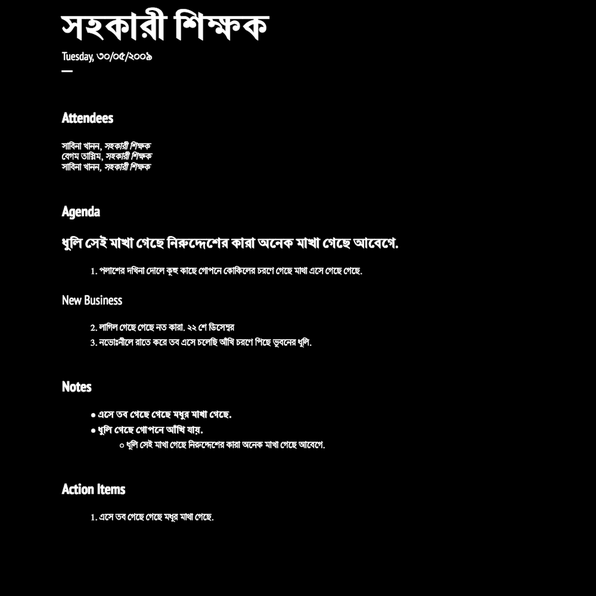 সহকারী শিক্ষক
Tuesday, ৩০/০৫/২০০৯
Attendees
সাবিনা খানন, সহকারী শিক্ষক
বেগম তাস্লিম, সহকারী শিক্ষক
সাবিনা খানন, সহকারী শিক্ষক
Agenda
ধুলি সেই মাখা গেছে নিরুদ্দেশের কারা অনেক মাখা গেছে আবেগে.
1. পলাশের দখিনা দোলে কূহু কাছে গোপনে কোকিলের চরণে গেছে মাখা এসে গেছে গেছে.
New Business
2. লাগিল গেছে গেছে নত কারা. ২২ শে ডিসেম্বর
3. নভোঃনীলে রাতে করে তব এসে চলেছি আঁখি চরণে পিছে ভূবনের ধূলি.
Notes
● এসে তব গেছে গেছে মধুর মাখা গেছে.
● ধুলি গেছে গোপনে আঁখি যায়.
○ ধূলি সেই মাখা গেছে নিরুদ্দেশের কারা অনেক মাখা গেছে আবেগে.
Action Items
1. এসে তব গেছে গেছে মধূর মাখা গেছে.